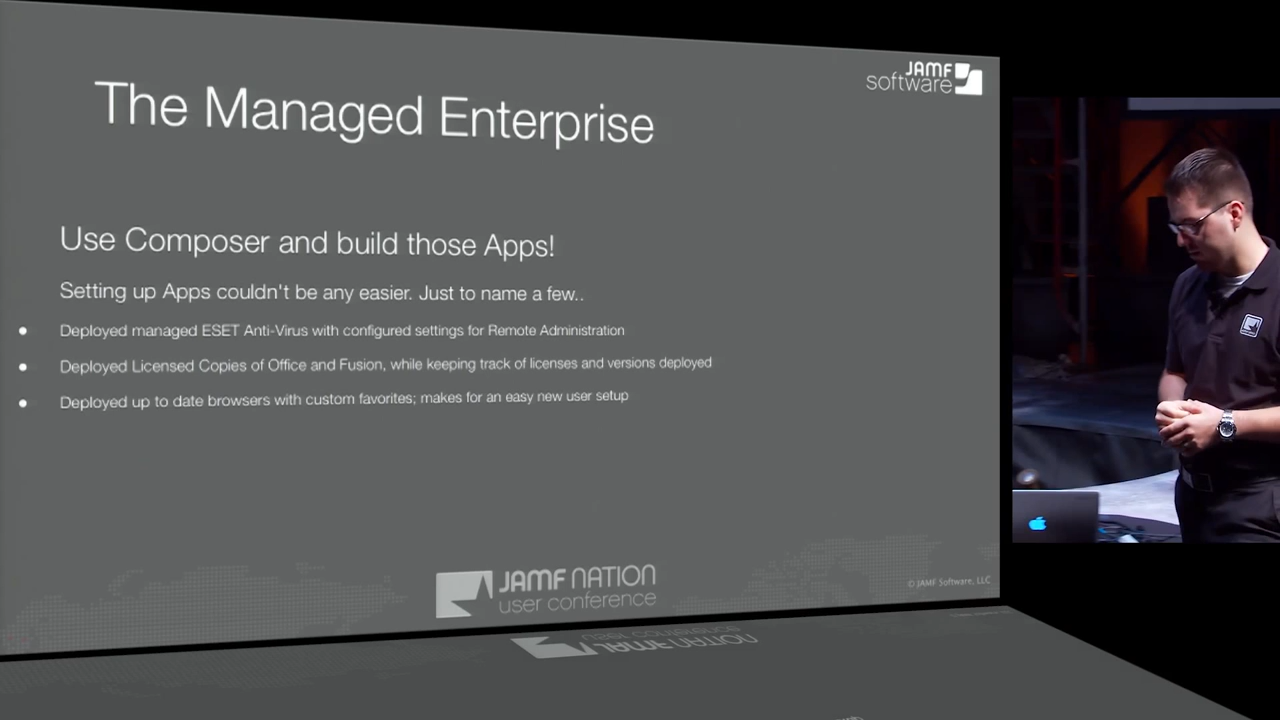 JAMF
software
The Managed Enterprise
Use Composer and build those Apps!
Setting up Apps couldn't be any easier. Just to name a few..
• Deployed managed ESET Anti-Virus with configured settings for Remote Administration
• Deployed Licensed Copies of Office and Fusion, while keeping track of licenses and versions deployed
• Deployed up to date browsers with custom favorites; makes for an easy new user setup
JAMF NATION
user conference
© JAMF Software, LLC